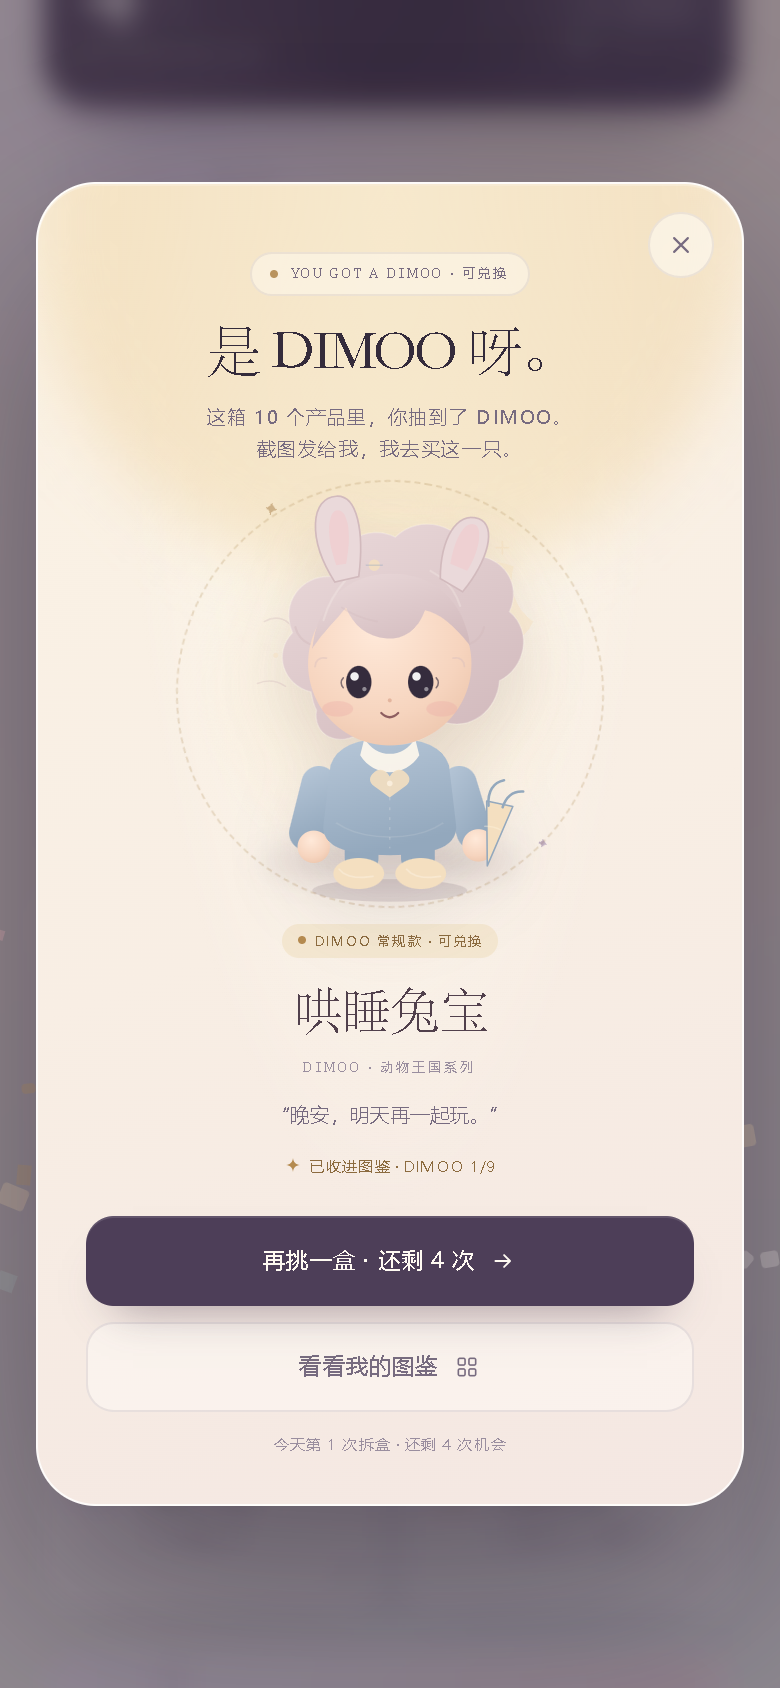 YOU GOT A DIMOO · 可兑换
是 DIMOO 呀。
这箱 10 个产品里，你抽到了 DIMOO。
截图发给我，我去买这一只。
DIMOO 常规款 · 可兑换
哄睡兔宝
DIMOO · 动物王国系列
“晚安，明天再一起玩。”
已收进图鉴 · DIMOO 1/9
再挑一盒 · 还剩 4 次 →
看看我的图鉴
今天第 1 次拆盒 · 还剩 4 次机会